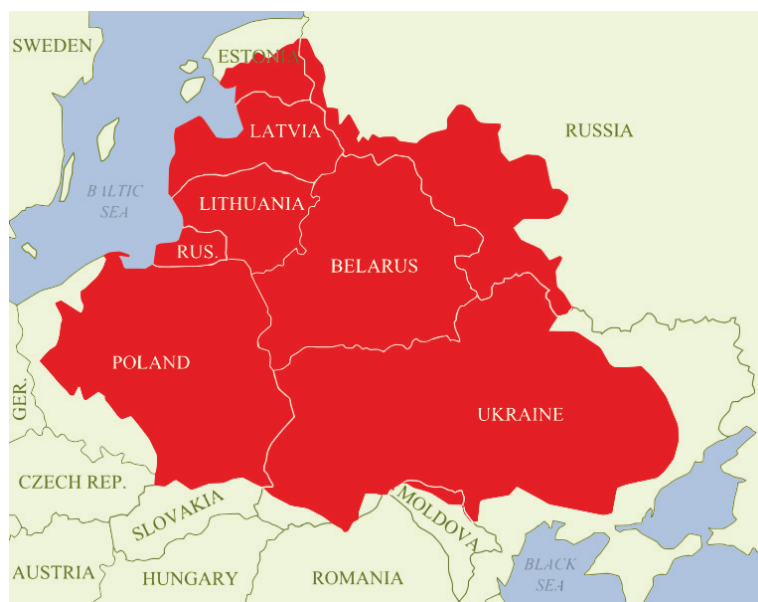 SWEDEN
ESTONIA
RUSSIA
LATVIA
BALTIC
SEA
LITHUANIA
RUS.
BELARUS
POLAND
GER.
UKRAINE
CZECH REP.
SLOVAKIA
MOLDOVA
AUSTRIA
HUNGARY
ROMANIA
BLACK
SEA